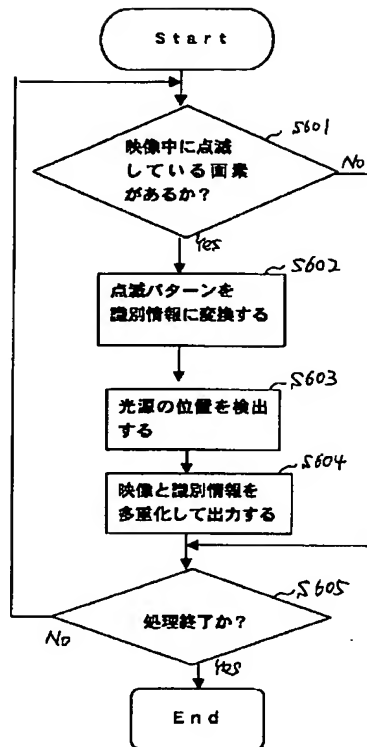 Start
S601
映像中に点滅
している画素
があるか？
No
Yes
S602
点滅パターンを
識別情報に変換する
S603
光源の位置を検出
する
S604
映像と識別情報を
多重化して出力する
S605
処理終了か？
No
Yes
End